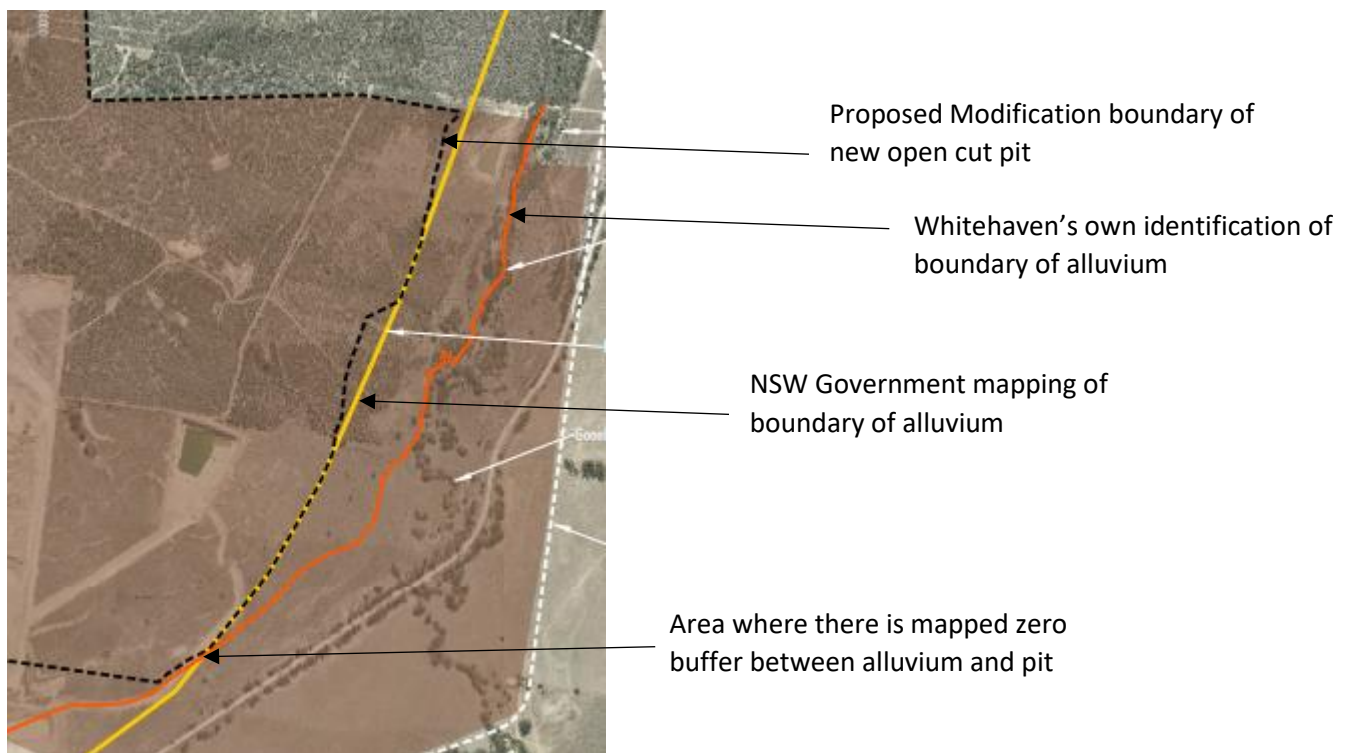 Proposed Modification boundary of
new open cut pit
Whitehaven’s own identification of
boundary of alluvium
NSW Government mapping of
boundary of alluvium
Area where there is mapped zero
buffer between alluvium and pit